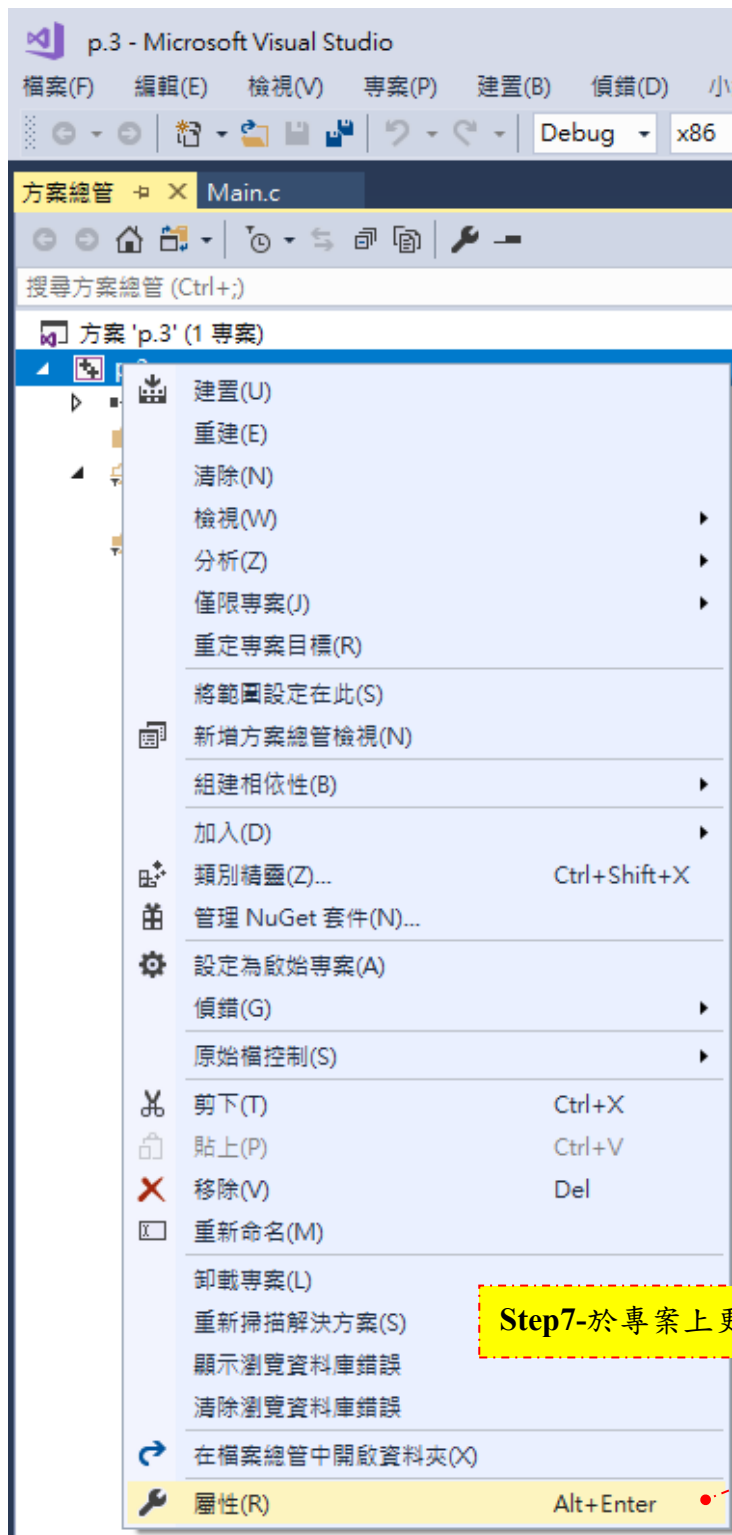 p.3 - Microsoft Visual Studio
檔案(F) 編輯(E) 檢視(V) 專案(P) 建置(B) 偵錯(D) 小
Debug x86
方案總管 Main.c
搜尋方案總管 (Ctrl+;)
方案 'p.3' (1 專案)
建置(U)
重建(E)
清除(N)
檢視(W)
分析(Z)
僅限專案(J)
重定專案目標(R)
將範圍設定在此(S)
新增方案總管檢視(N)
組建相依性(B)
加入(D)
類別精靈(Z)... Ctrl+Shift+X
管理 NuGet 套件(N)...
設定為啟始專案(A)
偵錯(G)
原始檔控制(S)
剪下(T) Ctrl+X
貼上(P) Ctrl+V
移除(V) Del
重新命名(M)
卸載專案(L)
重新掃描解決方案(S)
Step7-於專案上更
顯示瀏覽資料庫錯誤
清除瀏覽資料庫錯誤
在檔案總管中開啟資料夾(X)
屬性(R) Alt+Enter